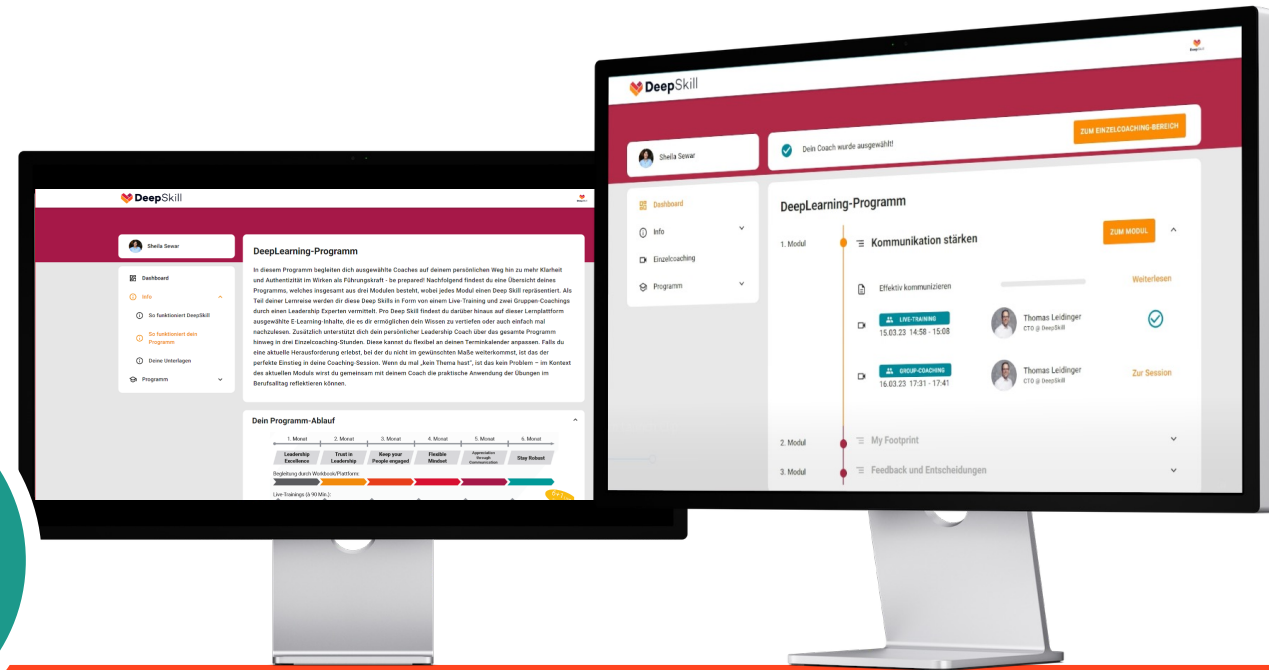 DeepSkill
Sheila Sewar
Dashboard
Info
So funktioniert DeepSkill
So funktioniert dein
Programm
Deine Unterlagen
Programm
DeepLearning-Programm
In diesem Programm begleiten dich ausgewählte Coaches auf deinem persönlichen Weg hin zu mehr Klarheit
und Authentizität im Wirken als Führungskraft - be prepared! Nachfolgend findest du eine Übersicht deines
Programms, welches insgesamt aus drei Modulen besteht, wobei jedes Modul einen Deep Skill repräsentiert. Als
Teil deiner Lernreise werden dir diese Deep Skills in Form von einem Live-Training und zwei Gruppen-Coachings
durch einen Leadership Experten vermittelt. Pro Deep Skill findest du darüber hinaus auf dieser Lernplattform
ausgewählte E-Learning-Inhalte, die es dir ermöglichen dein Wissen zu vertiefen oder auch einfach mal
nachzulesen. Zusätzlich unterstützt dich dein persönlicher Leadership Coach über das gesamte Programm
hinweg in drei Einzelcoaching-Stunden. Diese kannst du flexibel an deinen Terminkalender anpassen. Falls du
eine aktuelle Herausforderung erlebst, bei der du nicht im gewünschten Maße weiterkommst, ist das der
perfekte Einstieg in deine Coaching-Session. Wenn du mal „kein Thema hast", ist das kein Problem – im Kontext
des aktuellen Moduls wirst du gemeinsam mit deinem Coach die praktische Anwendung der Übungen im
Berufsalltag reflektieren können.
Dein Programm-Ablauf
1. Monat 2. Monat 3. Monat 4. Monat 5. Monat 6. Monat
Leadership Excellence Trust in Leadership Keep your People engaged Flexible Mindset Appreciation through Communication Stay Robust
Begleitung durch Workbook/Plattform:
Live-Trainings (à 90 Min.):
DeepSkill
Sheila Sewar
Dein Coach wurde ausgewählt!
ZUM EINZELCOACHING-BEREICH
Dashboard
Info
Einzelcoaching
Programm
DeepLearning-Programm
1. Modul Kommunikation stärken ZUM MODUL
Effektiv kommunizieren Weiterlesen
LIVE-TRAINING
15.03.23 14:58 - 15:08
Thomas Leidinger
CTO @ DeepSkill
GROUP-COACHING
16.03.23 17:31 - 17:41
Thomas Leidinger
CTO @ DeepSkill
Zur Session
2. Modul My Footprint
3. Modul Feedback und Entscheidungen